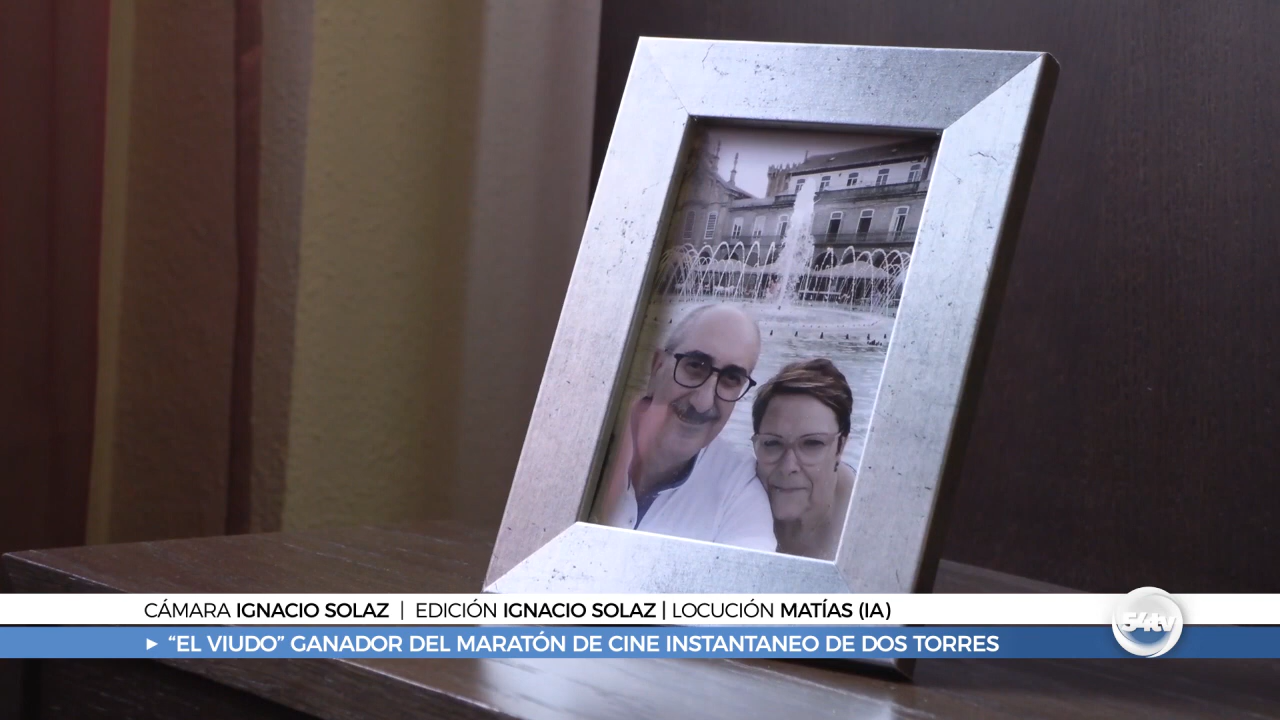 CÁMARA IGNACIO SOLAZ | EDICIÓN IGNACIO SOLAZ | LOCUCIÓN MATÍAS (IA)
54tv
"EL VIUDO" GANADOR DEL MARATÓN DE CINE INSTANTANEO DE DOS TORRES